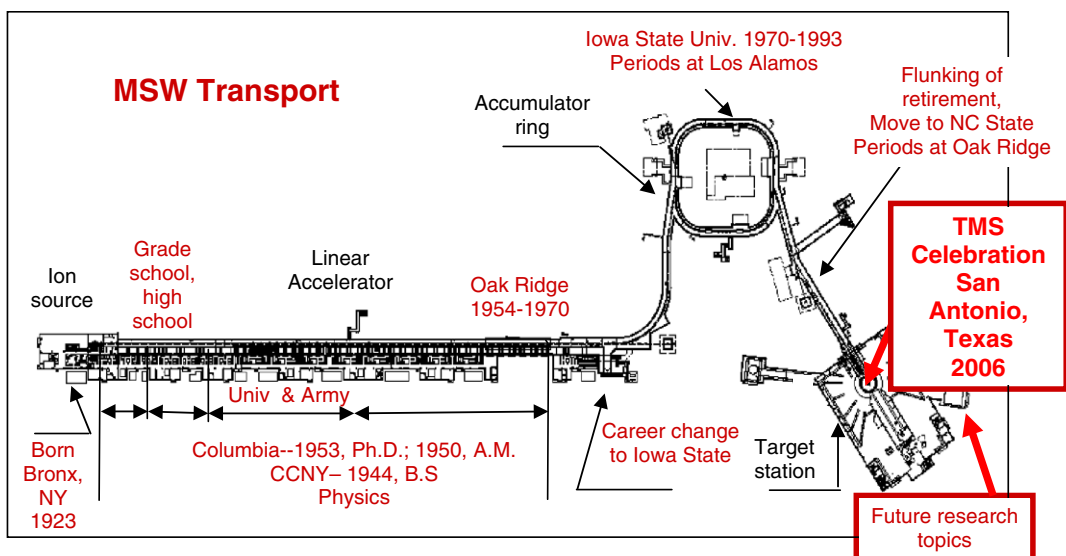 MSW Transport
Iowa State Univ. 1970-1993
Periods at Los Alamos
Flunking of
retirement,
Move to NC State
Periods at Oak Ridge
Accumulator
ring
TMS
Celebration
San
Antonio,
Texas
2006
Ion
source
Grade
school,
high
school
Linear
Accelerator
Oak Ridge
1954-1970
Univ & Army
Born
Bronx,
NY
1923
Columbia--1953, Ph.D.; 1950, A.M.
CCNY– 1944, B.S
Physics
Career change
to Iowa State
Target
station
Future research
topics